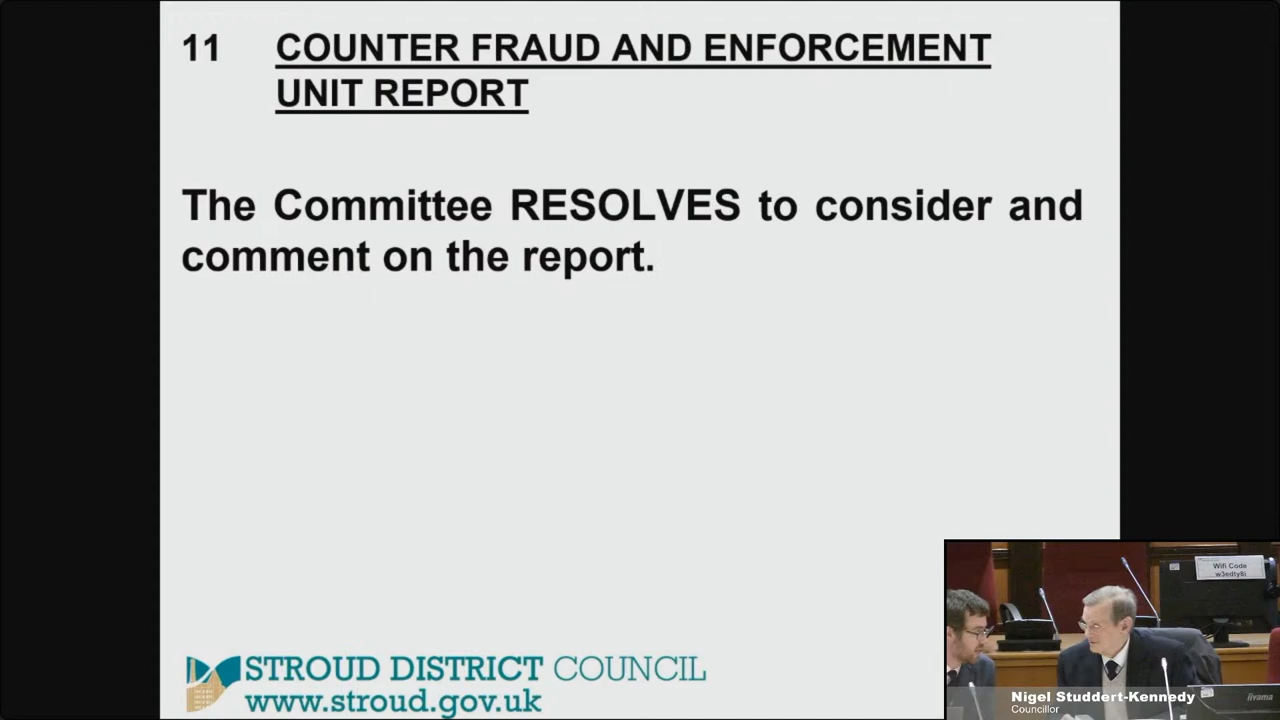 11 COUNTER FRAUD AND ENFORCEMENT
UNIT REPORT
The Committee RESOLVES to consider and
comment on the report.
STROUD DISTRICT COUNCIL
www.stroud.gov.uk
Wifi Code
w3edty8i
Nigel Studdert-Kennedy
Councillor
iiyama